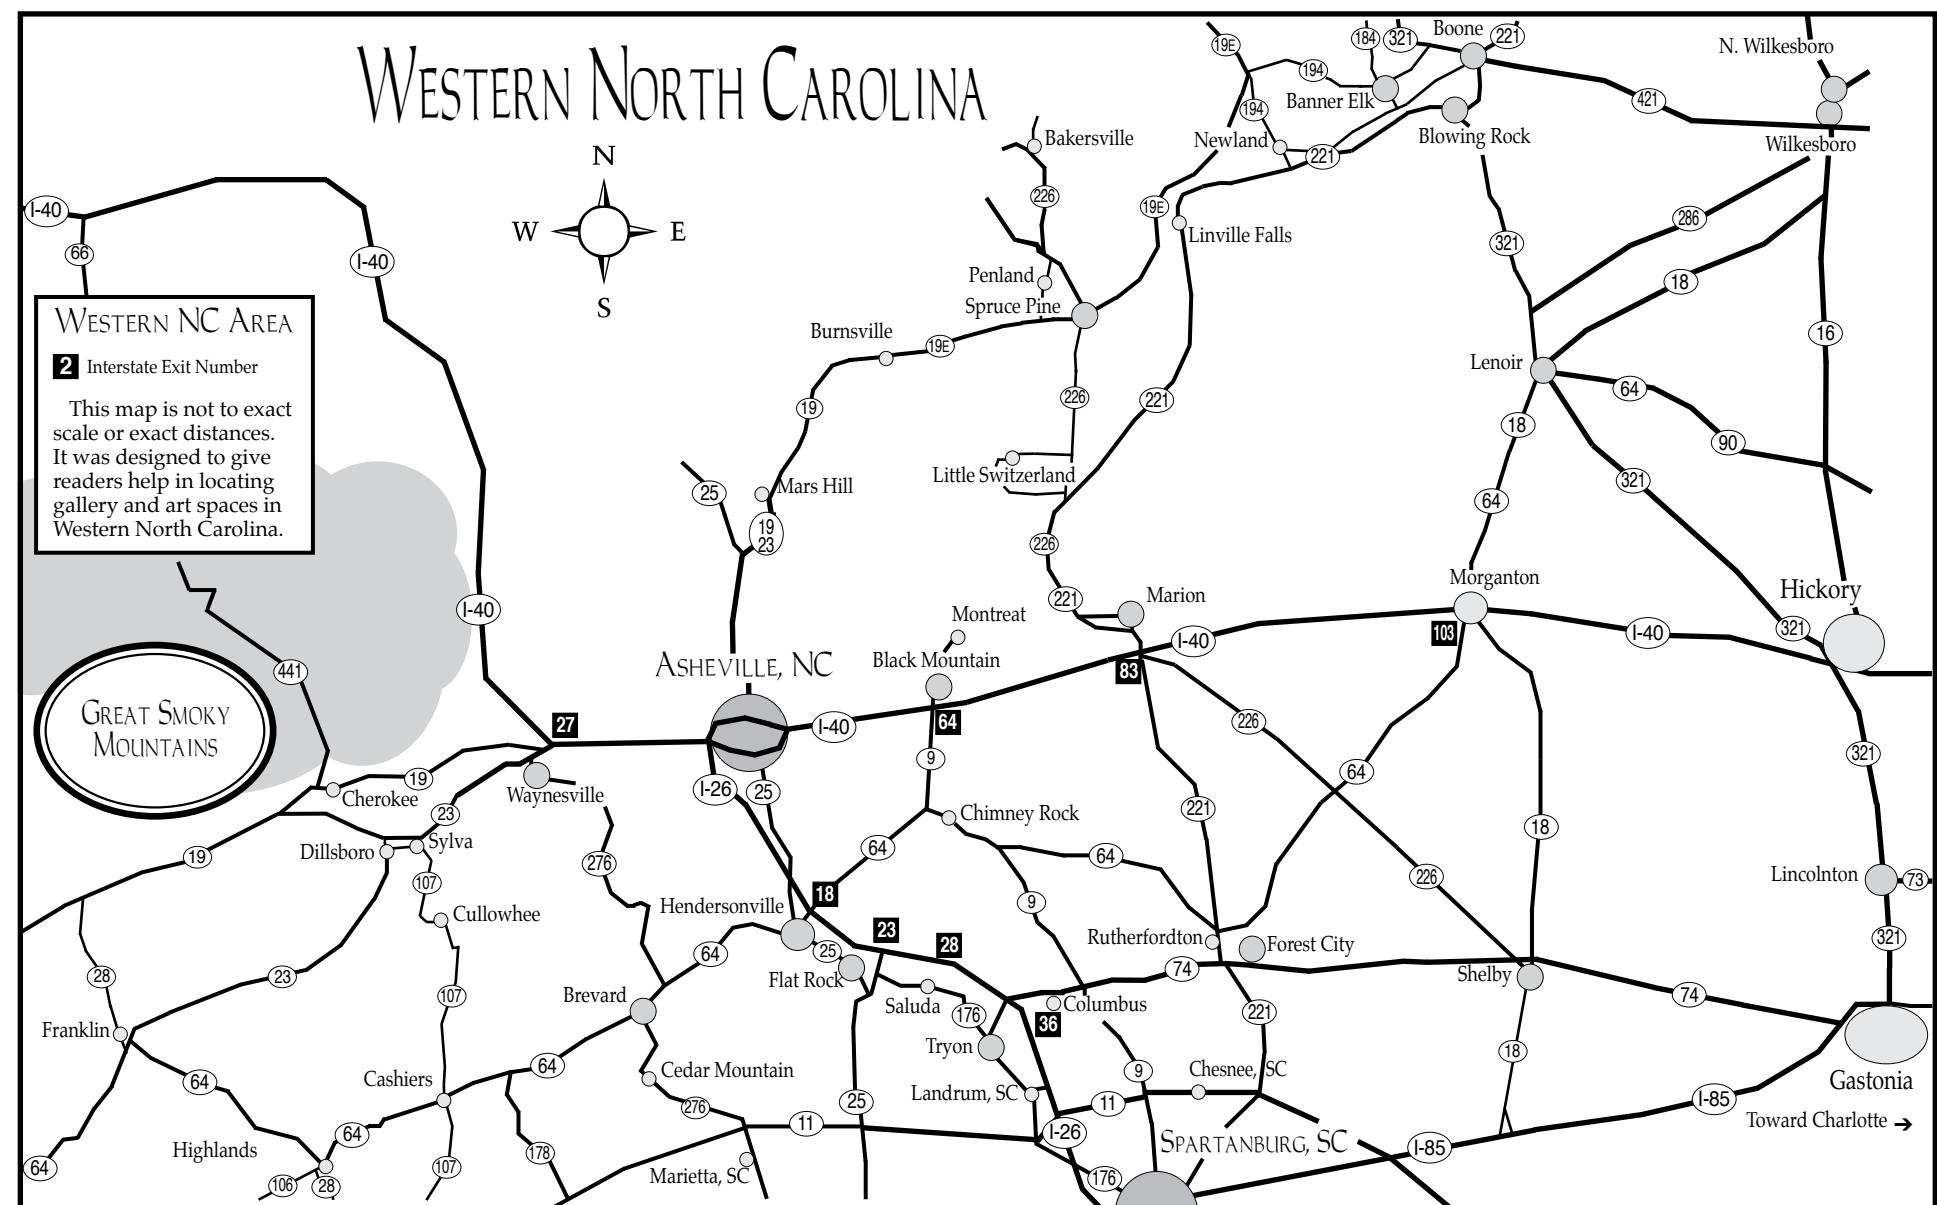 WESTERN NORTH CAROLINA
N
W
E
S
19E
184
321
Boone
221
N. Wilkesboro
194
Banner Elk
421
194
Newland
221
Blowing Rock
Wilkesboro
Bakersville
226
19E
Linville Falls
321
286
18
16
I-40
66
I-40
WESTERN NC AREA
2 Interstate Exit Number
This map is not to exact
scale or exact distances.
It was designed to give
readers help in locating
gallery and art spaces in
Western North Carolina.
Penland
Spruce Pine
Burnsville
19E
19
226
221
Lenoir
64
18
90
Little Switzerland
321
64
25
Mars Hill
19
23
226
221
Marion
Morganton
Hickory
I-40
Montreat
Black Mountain
I-40
103
I-40
321
ASHEVILLE, NC
83
441
GREAT SMOKY
MOUNTAINS
27
I-40
64
226
321
9
64
19
Cherokee
Waynesville
I-26
25
23
Chimney Rock
221
18
Dillsboro
Sylva
19
276
64
64
107
18
226
Lincolnton
73
Cullowhee
Hendersonville
9
23
28
Rutherfordton
Forest City
321
64
25
Flat Rock
74
Shelby
28
23
107
Brevard
Saluda
176
Columbus
36
221
74
Franklin
Tryon
18
Gastonia
64
Cashiers
64
Cedar Mountain
Landrum, SC
9
Chesnee, SC
276
25
11
I-85
Toward Charlotte
Highlands
64
11
I-26
SPARTANBURG, SC
I-85
64
106
28
107
178
Marietta, SC
176